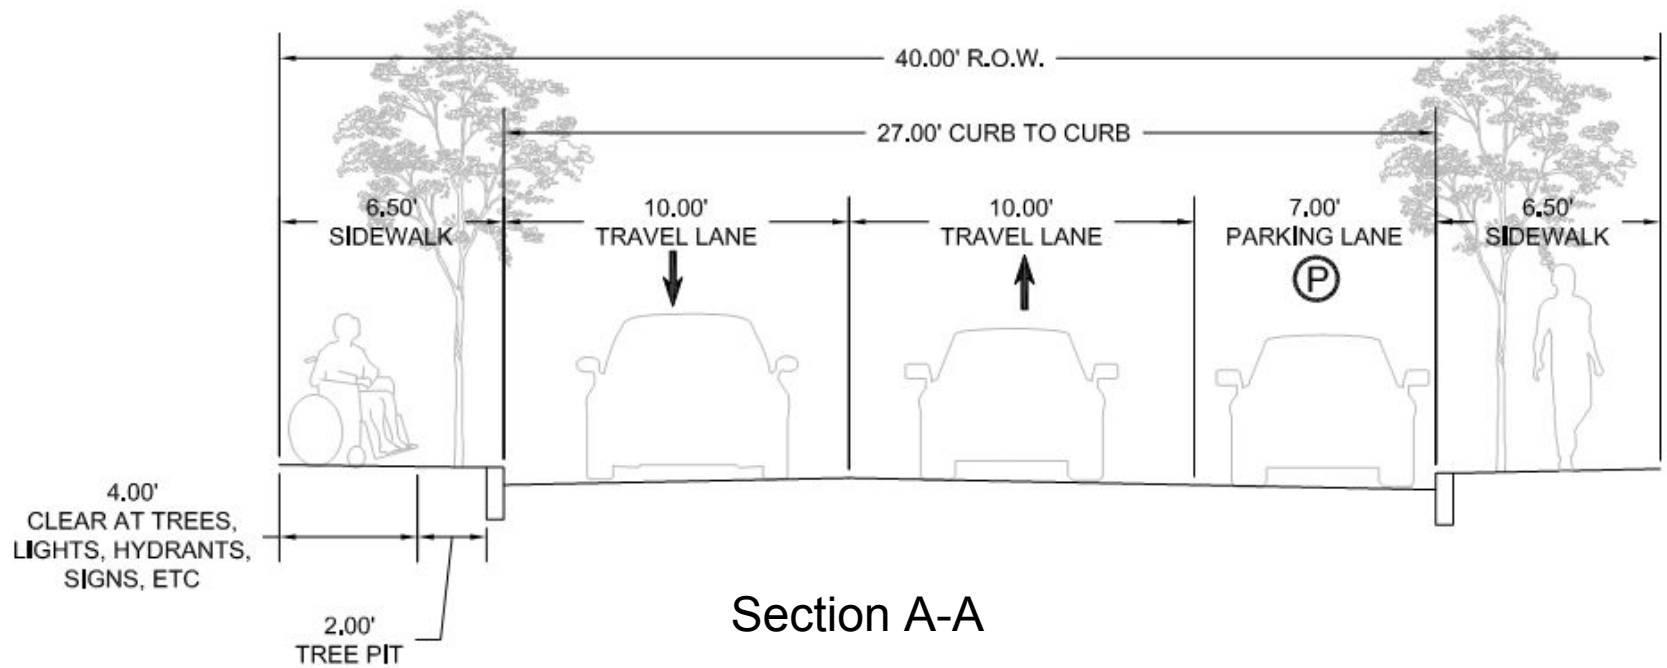 40.00' R.O.W.
27.00' CURB TO CURB
6.50'
SIDEWALK
10.00'
TRAVEL LANE
10.00'
TRAVEL LANE
7.00'
PARKING LANE
P
6.50'
SIDEWALK
4.00'
CLEAR AT TREES,
LIGHTS, HYDRANTS,
SIGNS, ETC
2.00'
TREE PIT
Section A-A